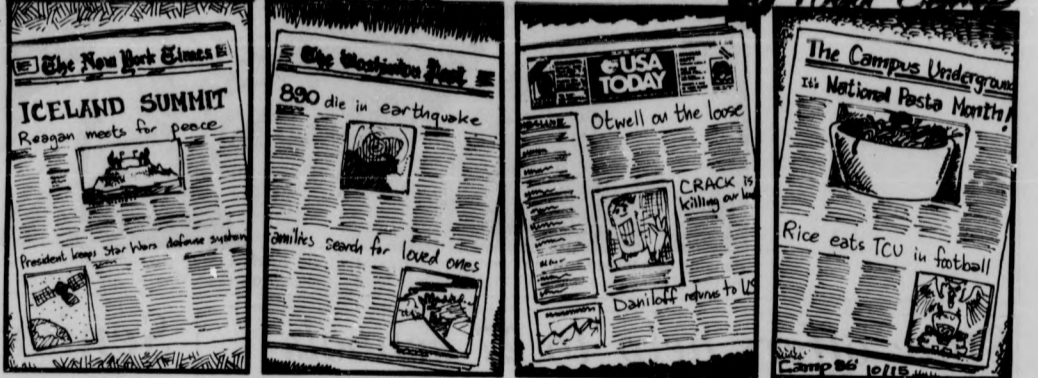 The New York Times
ICELAND SUMMIT
Reagan meets for peace
President keeps Star Wars defense system
The Washington Post
890 die in earthquake
Families search for loved ones
USA
TODAY
Otwell on the loose
CRACK is
killing our
Daniloff returns to US
The Campus Underground
It's National Pasta Month!
Rice eats TCU in football
Camp 86' 10/15